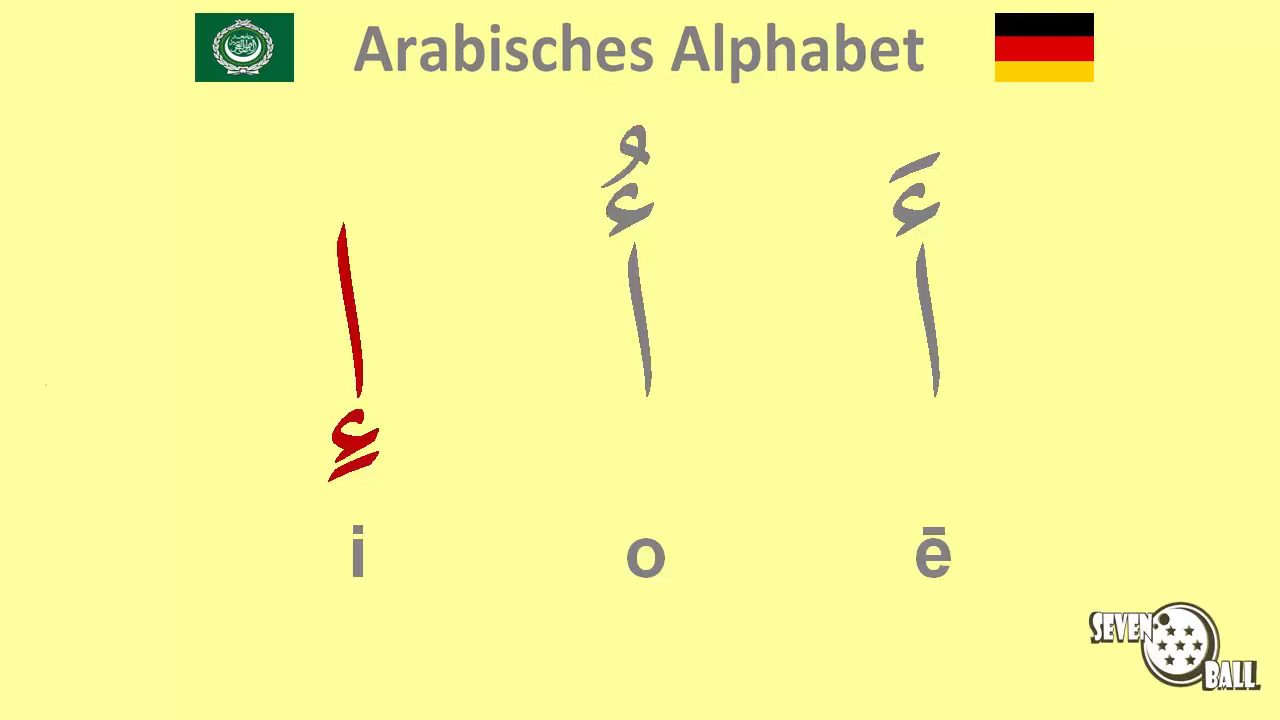 Arabisches Alphabet
أَ أُ إِ
i o ē
SEVEN BALL